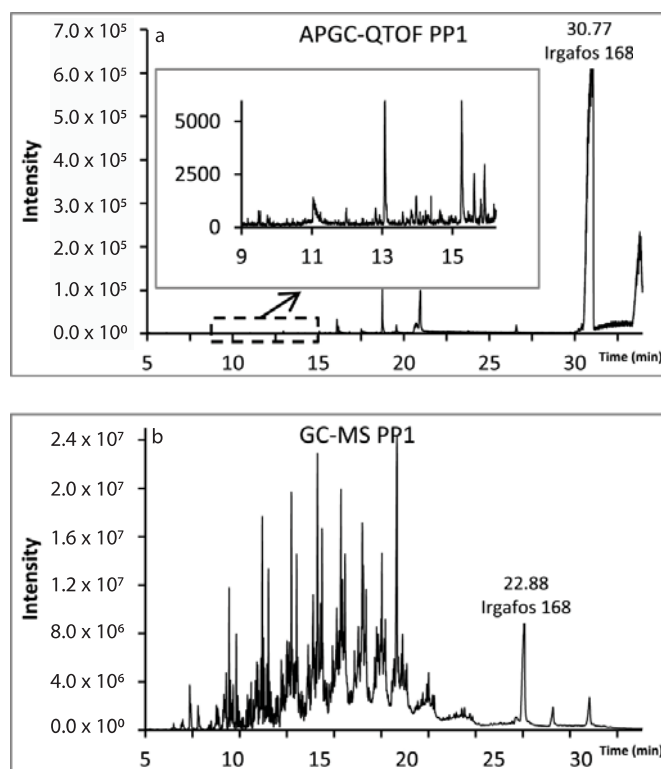 7.0 x 10⁵
a
APGC-QTOF PP1
30.77
Irgafos 168
6.0 x 10⁵
5.0 x 10⁵
4.0 x 10⁵
3.0 x 10⁵
2.0 x 10⁵
1.0 x 10⁵
0.0 x 10⁰
Intensity
5000
2500
0
9 11 13 15
5 10 15 20 25 30 Time (min)
2.4 x 10⁷
b
GC-MS PP1
2.0 x 10⁷
1.6 x 10⁷
1.2 x 10⁷
8.0 x 10⁶
4.0 x 10⁶
0.0 x 10⁰
Intensity
22.88
Irgafos 168
5 10 15 20 25 30 Time (min)